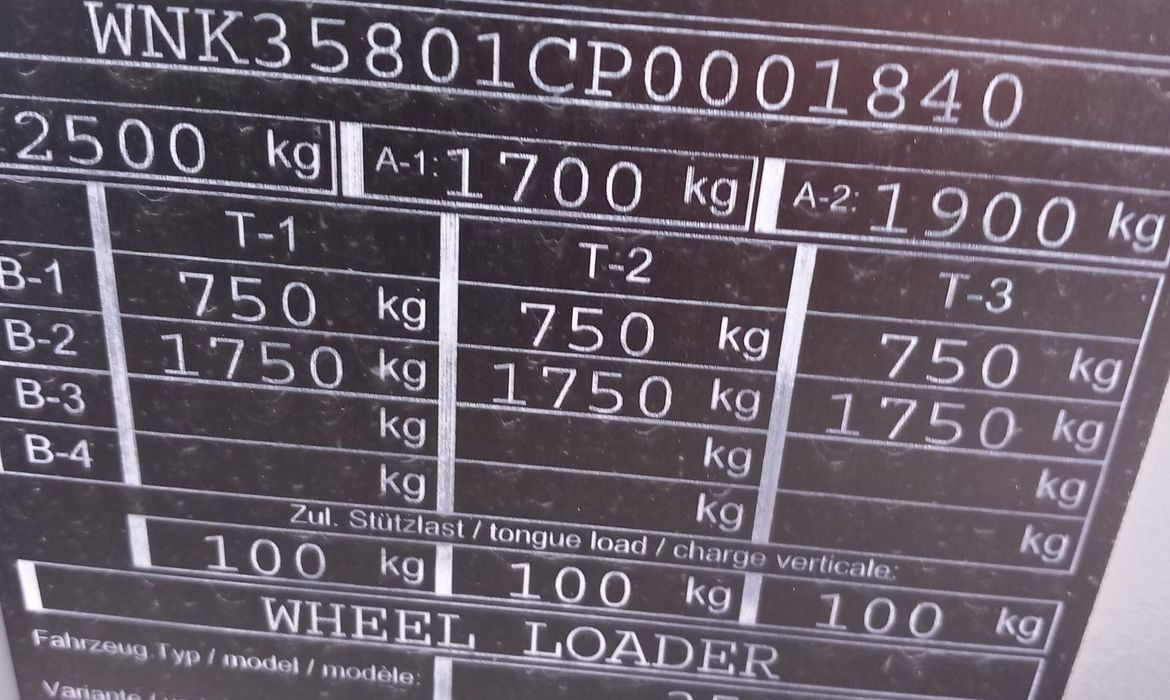 WNK35801CP0001840
2500 kg A-1: 1700 kg A-2: 1900 kg
T-1 T-2 T-3
B-1 750 kg 750 kg 750 kg
B-2 1750 kg 1750 kg 1750 kg
B-3 kg kg kg
B-4 kg kg kg
Zul. Stützlast / tongue load / charge verticale:
100 kg 100 kg 100 kg
WHEEL LOADER
Fahrzeug.Typ / model / modèle:
Variante /